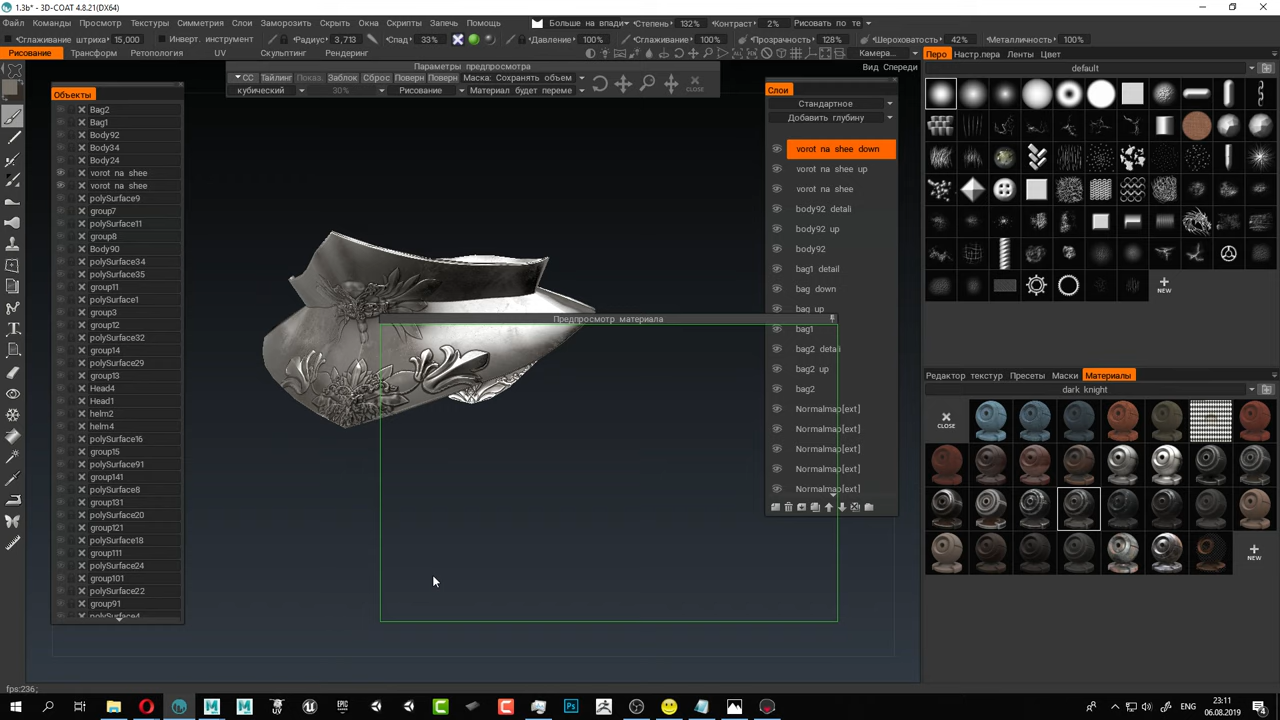 1.3b* - 3D-COAT 4.8.21(DX64)
Файл Команды Просмотр Текстуры Симметрия Слои Заморозить Скрыть Окна Скрипты Запечь Помощь Больше на впади Степень 132% Контраст 2% Рисовать по те
Сглаживание штриха 15,000 Инверт. инструмент Радиус 3,713 Спад 33% Давление 100% Сглаживание 100% Прозрачность 128% Шероховатость 42% Металличность 100%
Рисование Трансформ Ретопология UV Скульптинг Рендеринг Камера...
Перо Настр.пера Ленты Цвет
Параметры предпросмотра
Вид Спереди
default
СС Тайлинг Показ. Заблок Сброс Поверн Поверн Маска: Сохранять объем
CLOSE
кубический 30% Рисование Материал будет переме
Объекты
Слои
Стандартное
Добавить глубину
Bag2
Bag1
Body92
Body34
Body24
vorot na shee
vorot na shee
polySurface9
group7
polySurface11
group8
Body90
polySurface34
polySurface35
group11
polySurface1
group3
group12
polySurface32
group14
polySurface29
group13
Head4
Head1
helm2
helm4
polySurface16
group15
polySurface91
group141
polySurface8
group131
polySurface20
group121
polySurface18
group111
polySurface24
group101
polySurface22
group91
polySurface4
vorot na shee down
vorot na shee up
vorot na shee
body92 detali
body92 up
body92
bag1 detail
bag down
bag up
bag1
bag2 detail
bag2 up
bag2
Normalmap[ext]
Normalmap[ext]
Normalmap[ext]
Normalmap[ext]
Normalmap[ext]
Предпросмотр материала
NEW
Редактор текстур Пресеты Маски Материалы
dark knight
CLOSE
NEW
fps:236;
ENG
23:11
06.08.2019